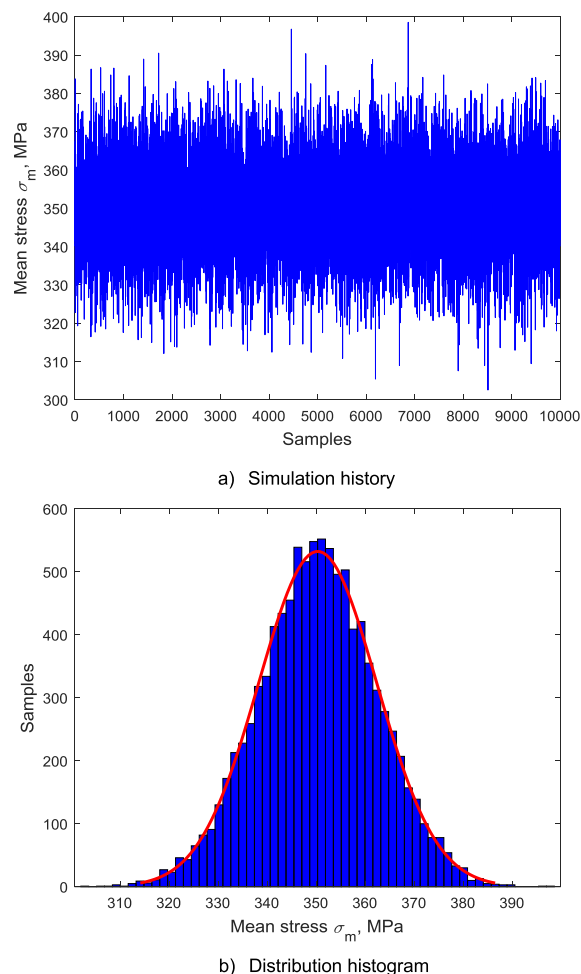 400
390
380
370
360
350
340
330
320
310
300
Mean stress σm, MPa
0 1000 2000 3000 4000 5000 6000 7000 8000 9000 10000
Samples
a) Simulation history
600
500
400
300
200
100
0
Samples
310 320 330 340 350 360 370 380 390
Mean stress σm, MPa
b) Distribution histogram